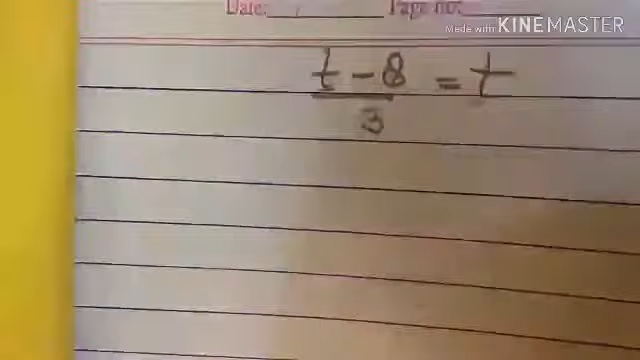 Date: Page no:
Made with KINEMASTER
t - 8 = t
3